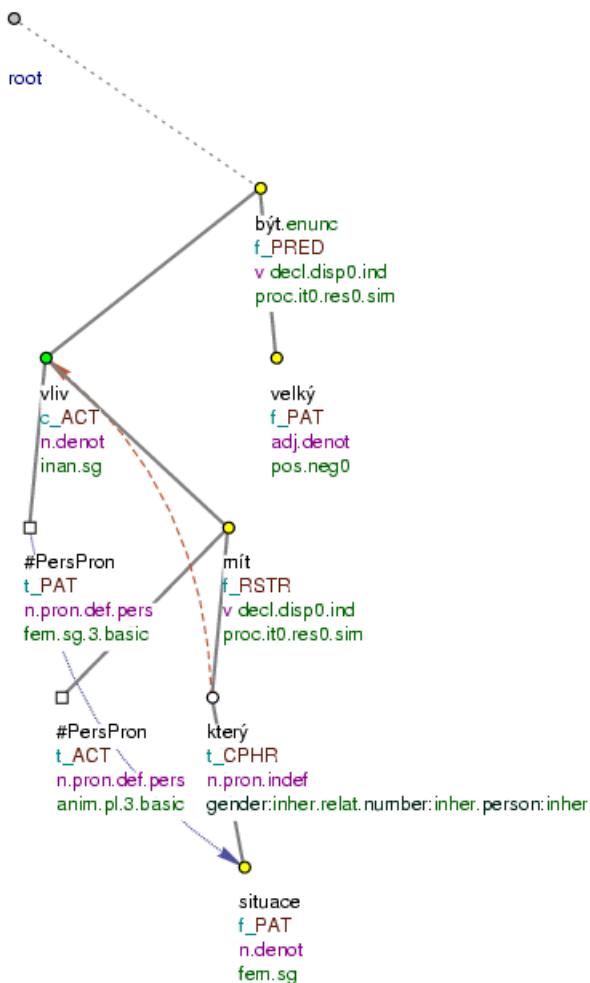 root
být.enunc
f_PRED
v decl.disp0.ind
proc.it0.res0.sim
vliv
c_ACT
n.denot
inan.sg
velký
f_PAT
adj.denot
pos.neg0
#PersPron
t_PAT
n.pron.def.pers
fem.sg.3.basic
mít
f_RSTR
v decl.disp0.ind
proc.it0.res0.sim
#PersPron
t_ACT
n.pron.def.pers
anim.pl.3.basic
který
t_CPHR
n.pron.indef
gender:inher.relat.number:inher.person:inher
situace
f_PAT
n.denot
fem.sg